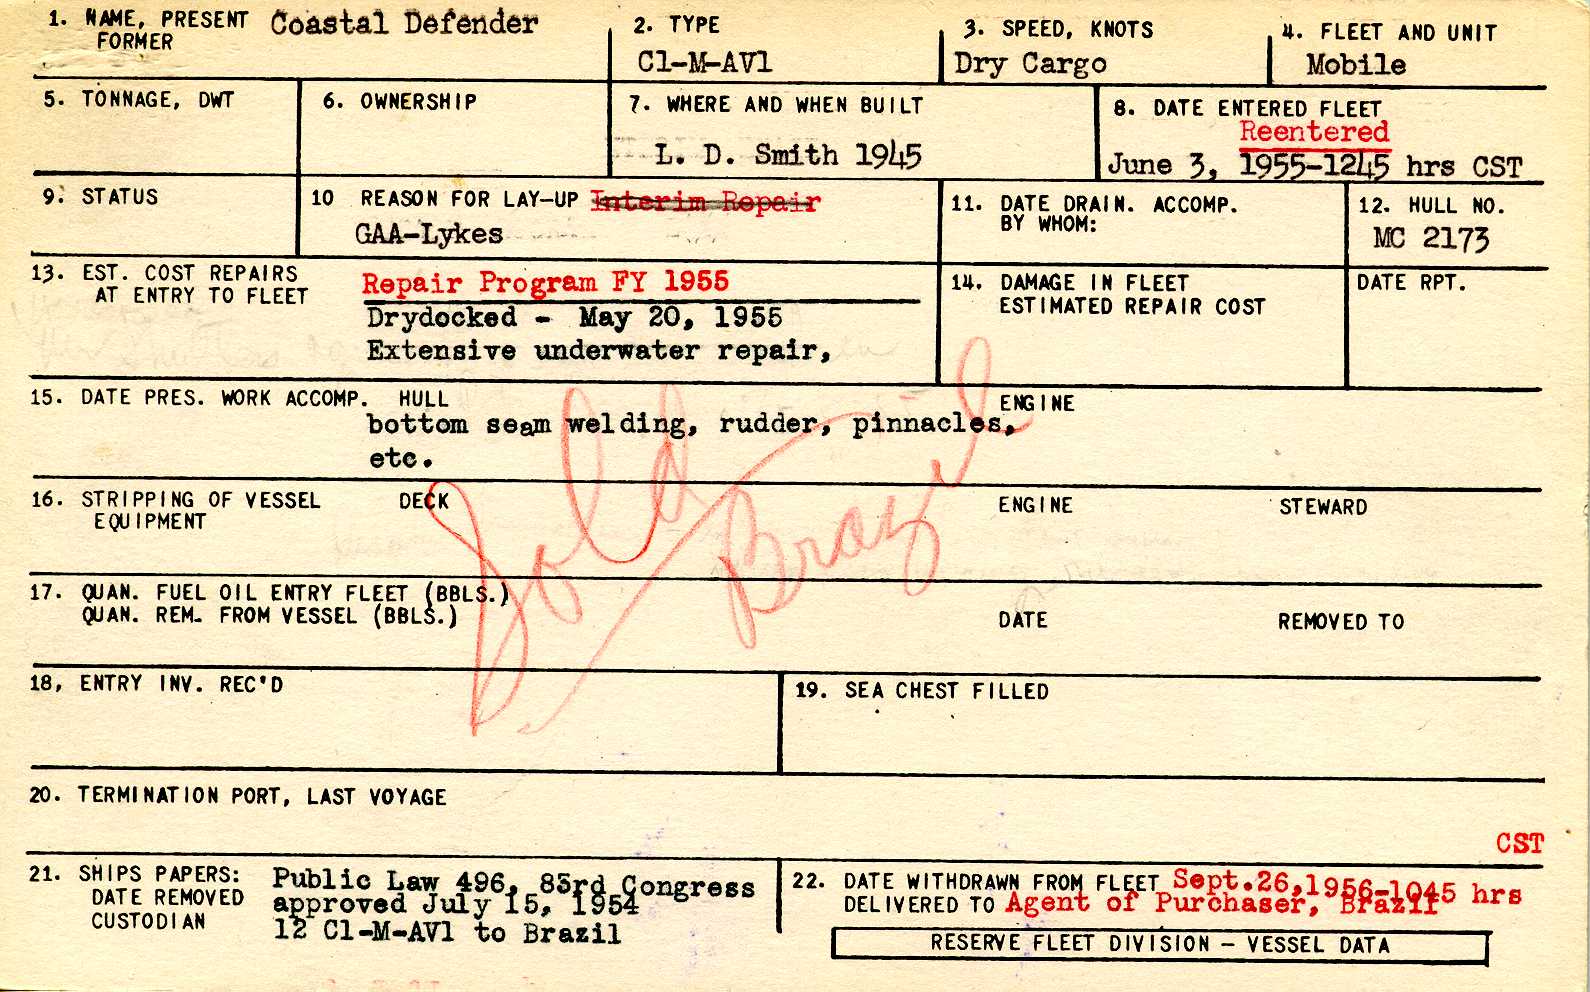 1. NAME, PRESENT Coastal Defender
FORMER
2. TYPE
C1-M-AV1
3. SPEED, KNOTS
Dry Cargo
4. FLEET AND UNIT
Mobile
5. TONNAGE, DWT
6. OWNERSHIP
7. WHERE AND WHEN BUILT
L. D. Smith 1945
8. DATE ENTERED FLEET
Reentered
June 3, 1955-1245 hrs CST
9. STATUS
10 REASON FOR LAY-UP Interim Repair
GAA-Lykes
11. DATE DRAIN. ACCOMP.
BY WHOM:
12. HULL NO.
MC 2173
13. EST. COST REPAIRS
AT ENTRY TO FLEET
Repair Program FY 1955
Drydocked - May 20, 1955
Extensive underwater repair,
14. DAMAGE IN FLEET
ESTIMATED REPAIR COST
DATE RPT.
15. DATE PRES. WORK ACCOMP. HULL
ENGINE
bottom seam welding, rudder, pinnacles,
etc.
Sold
Brazil
16. STRIPPING OF VESSEL
EQUIPMENT
DECK
ENGINE
STEWARD
17. QUAN. FUEL OIL ENTRY FLEET (BBLS.)
QUAN. REM. FROM VESSEL (BBLS.)
DATE
REMOVED TO
18, ENTRY INV. REC'D
19. SEA CHEST FILLED
20. TERMINATION PORT, LAST VOYAGE
CST
21. SHIPS PAPERS:
DATE REMOVED
CUSTODIAN
Public Law 496, 83rd Congress
approved July 15, 1954
12 C1-M-AV1 to Brazil
22. DATE WITHDRAWN FROM FLEET Sept.26,1956-1045 hrs
DELIVERED TO Agent of Purchaser, Brazil
RESERVE FLEET DIVISION - VESSEL DATA